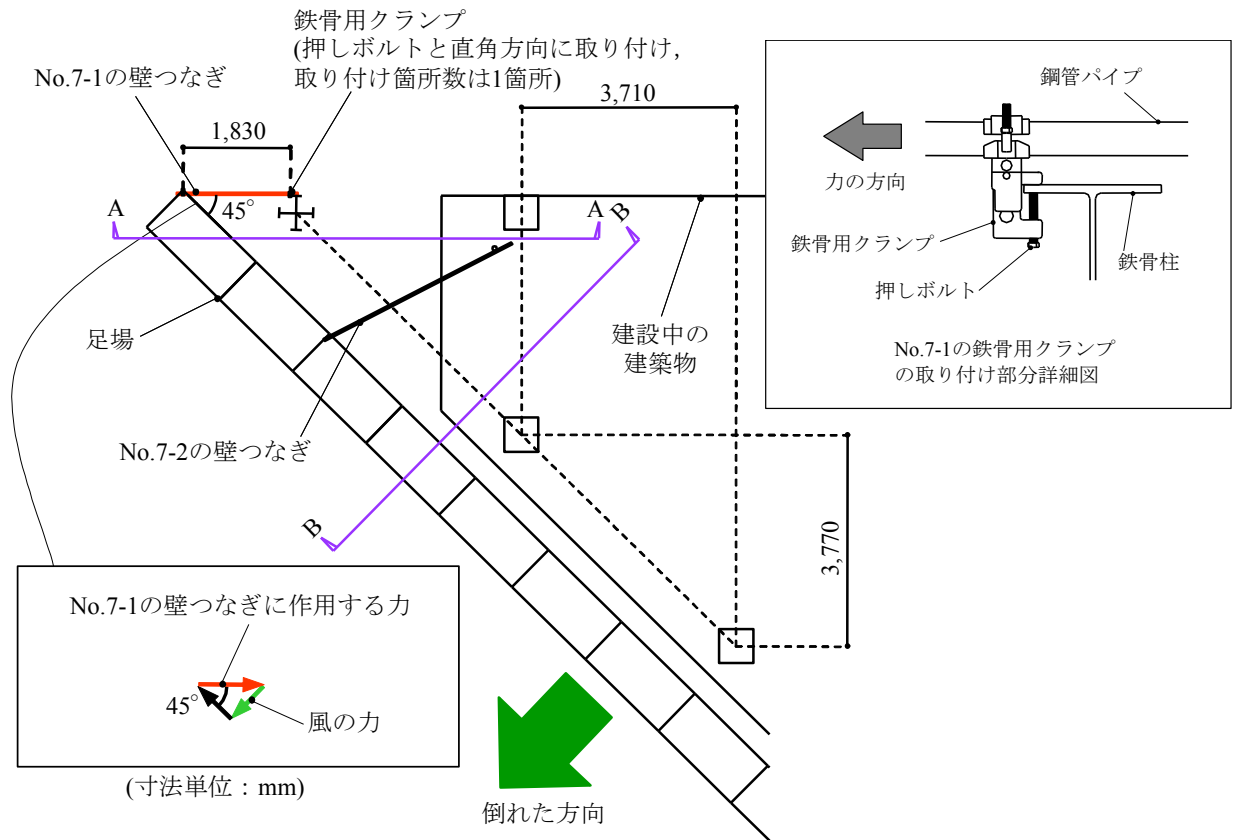 鉄骨用クランプ
(押しボルトと直角方向に取り付け,
取り付け箇所数は1箇所)
No.7-1の壁つなぎ
1,830
3,710
45°
A
A
B
足場
No.7-2の壁つなぎ
建設中の
建築物
B
3,770
鋼管パイプ
力の方向
鉄骨用クランプ
鉄骨柱
押しボルト
No.7-1の鉄骨用クランプ
の取り付け部分詳細図
No.7-1の壁つなぎに作用する力
45°
風の力
(寸法単位：mm)
倒れた方向